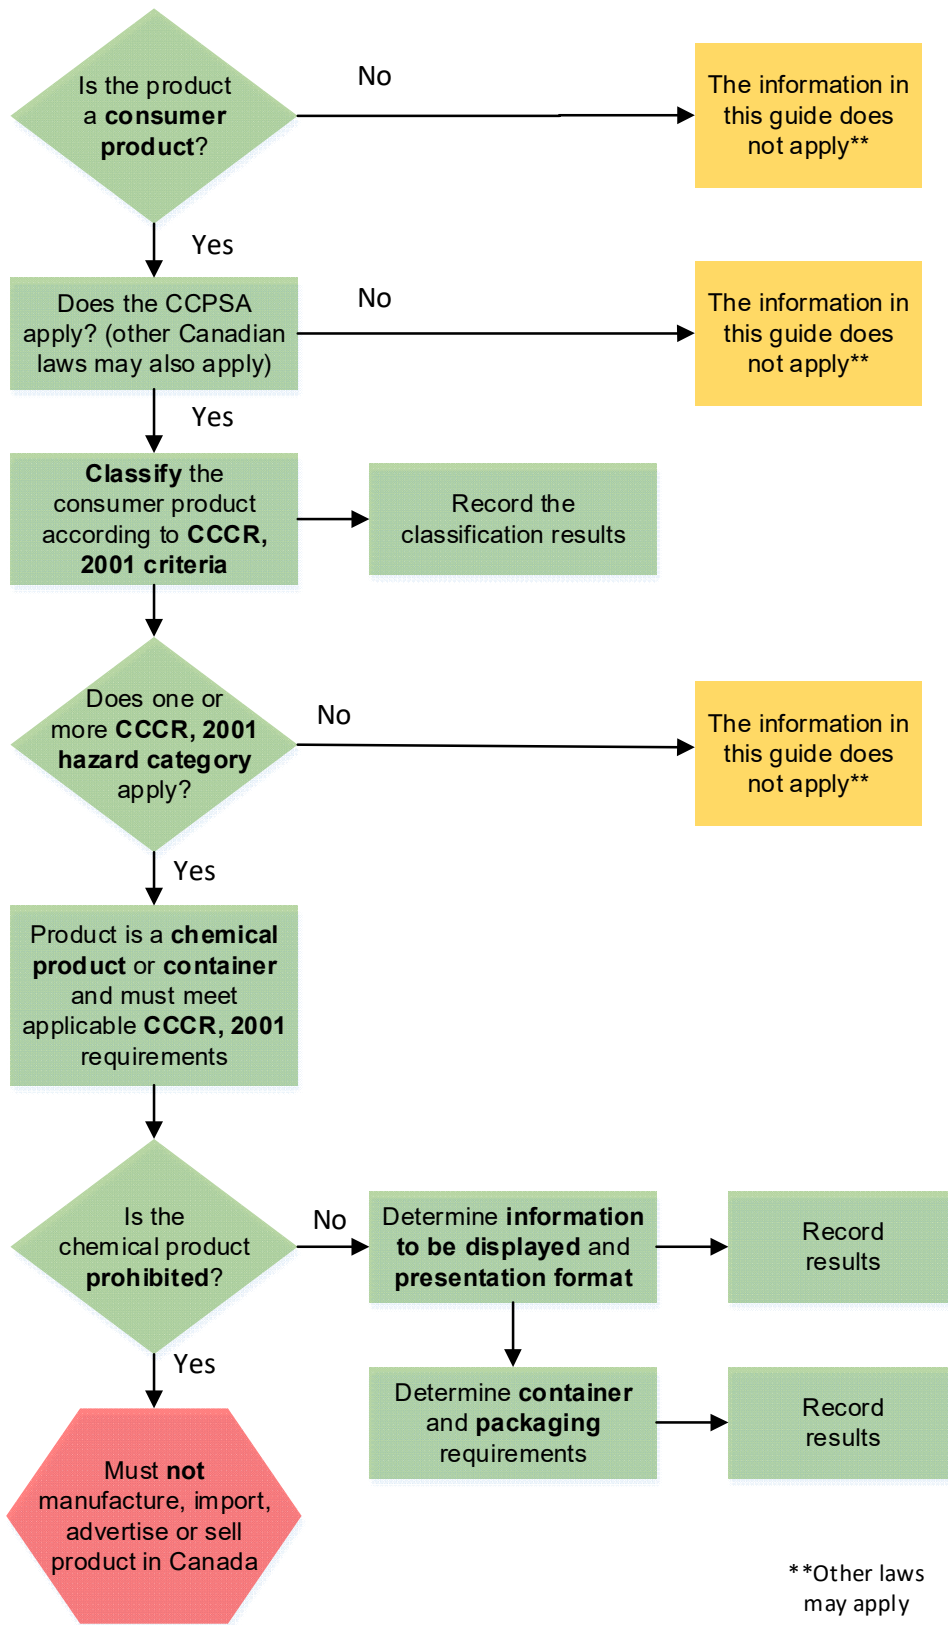 Is the product
a consumer
product?
No
The information in
this guide does
not apply**
Yes
Does the CCPSA
apply? (other Canadian
laws may also apply)
No
The information in
this guide does
not apply**
Yes
Classify the
consumer product
according to CCCR,
2001 criteria
Record the
classification results
Does one or
more CCCR, 2001
hazard category
apply?
No
The information in
this guide does
not apply**
Yes
Product is a chemical
product or container
and must meet
applicable CCCR, 2001
requirements
Is the
chemical product
prohibited?
No
Determine information
to be displayed and
presentation format
Record
results
Yes
Determine container
and packaging
requirements
Record
results
Must not
manufacture, import,
advertise or sell
product in Canada
**Other laws
may apply